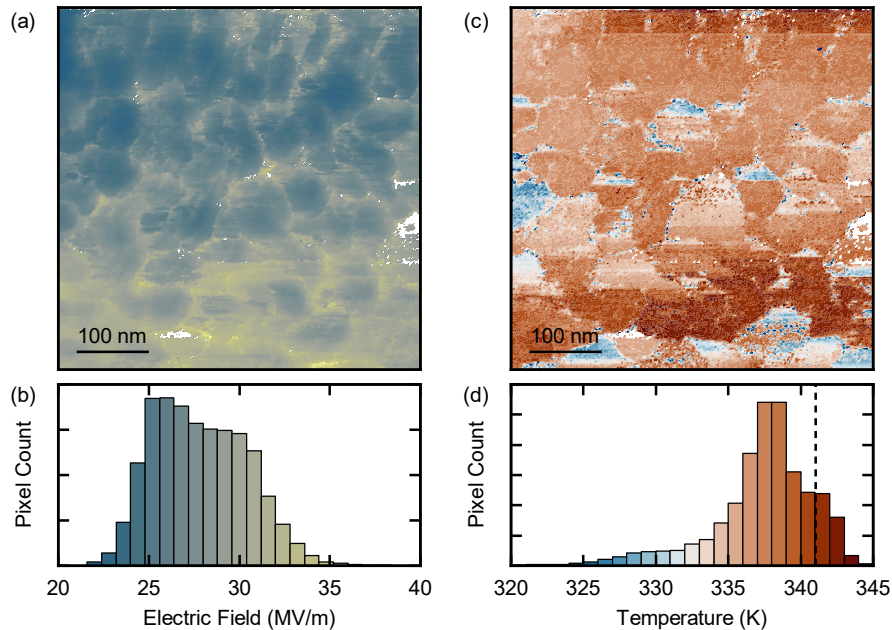 (a)
100 nm
(b)
Pixel Count
20 25 30 35 40
Electric Field (MV/m)
(c)
100 nm
(d)
Pixel Count
320 325 330 335 340 345
Temperature (K)